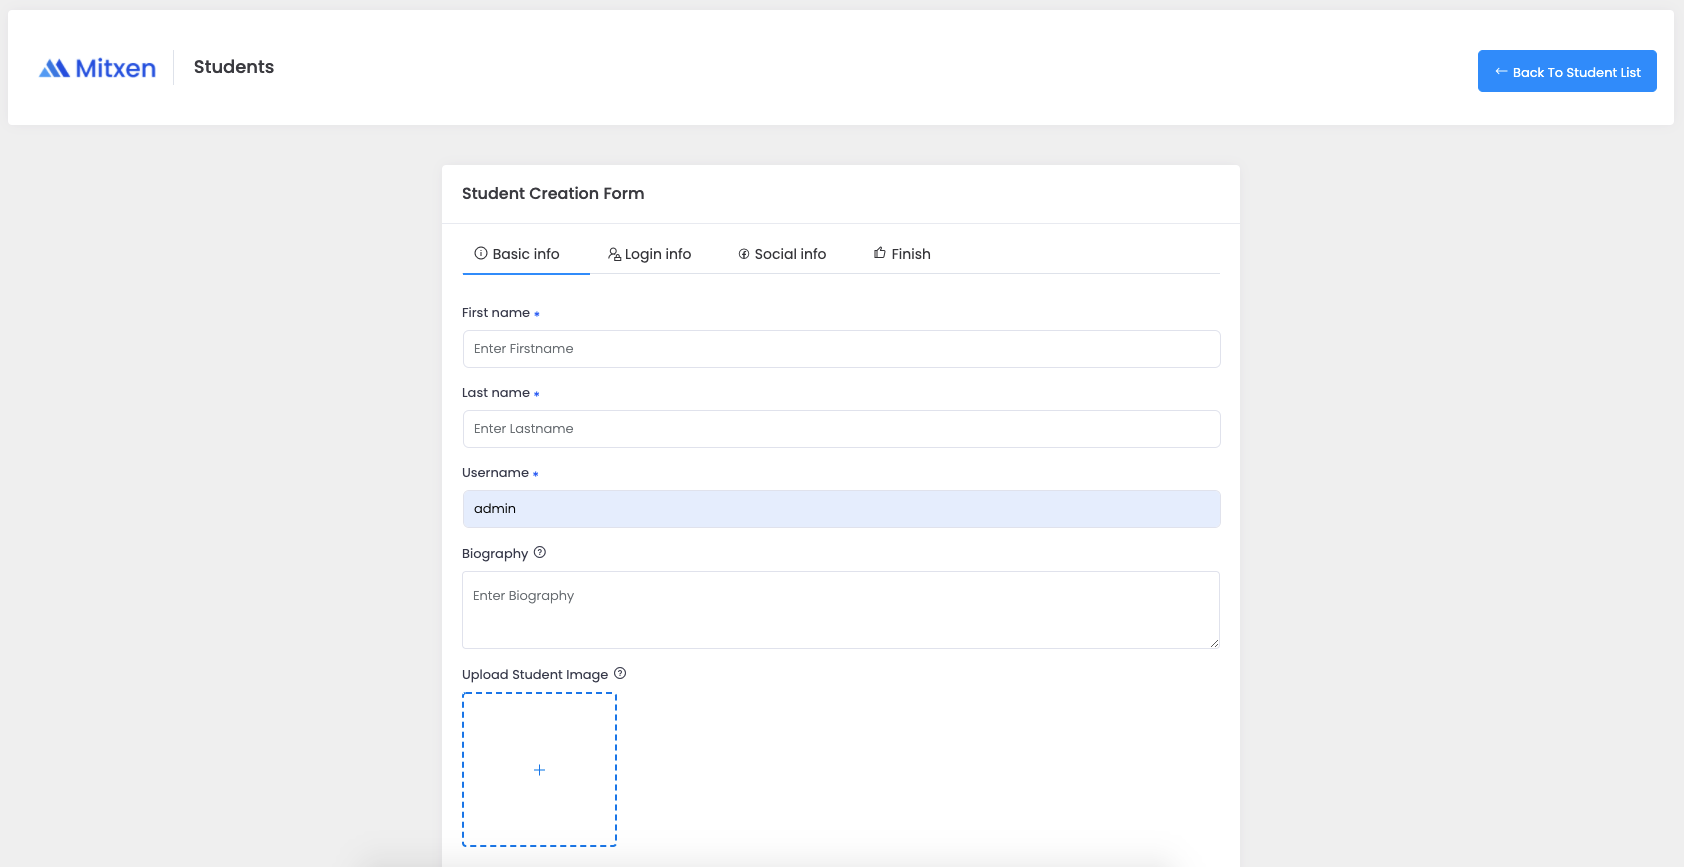 Mitxen
Students
← Back To Student List
Student Creation Form
Basic info
Login info
Social info
Finish
First name *
Enter Firstname
Last name *
Enter Lastname
Username *
admin
Biography
Enter Biography
Upload Student Image
+